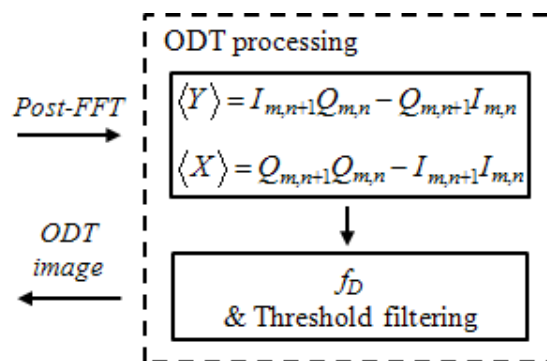 ODT processing
Post-FFT
⟨Y⟩ = I_{m,n+1}Q_{m,n} − Q_{m,n+1}I_{m,n}
⟨X⟩ = Q_{m,n+1}Q_{m,n} − I_{m,n+1}I_{m,n}
ODT
image
f_D
& Threshold filtering